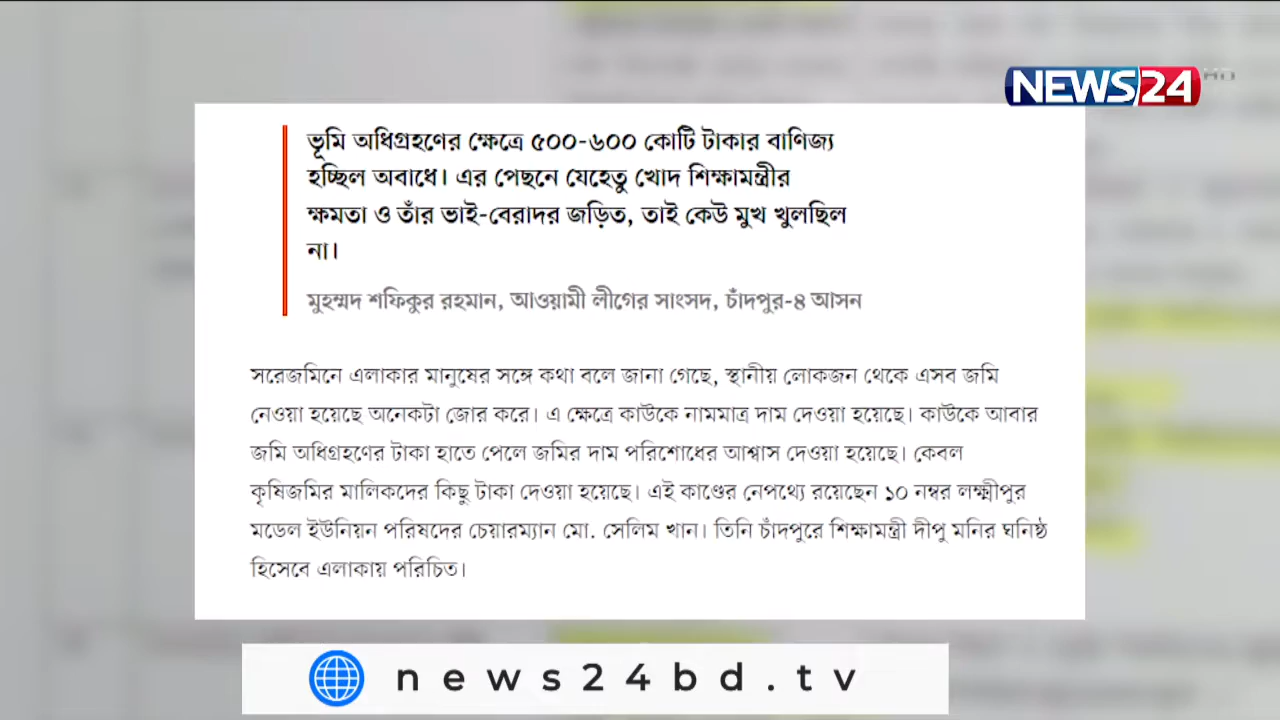 NEWS24 HD
ভূমি অধিগ্রহণের ক্ষেত্রে ৫০০-৬০০ কোটি টাকার বাণিজ্য
হচ্ছিল অবাধে। এর পেছনে যেহেতু খোদ শিক্ষামন্ত্রীর
ক্ষমতা ও তাঁর ভাই-বেরাদর জড়িত, তাই কেউ মুখ খুলছিল
না।
মুহম্মদ শফিকুর রহমান, আওয়ামী লীগের সাংসদ, চাঁদপুর-৪ আসন
সরেজমিনে এলাকার মানুষের সঙ্গে কথা বলে জানা গেছে, স্থানীয় লোকজন থেকে এসব জমি
নেওয়া হয়েছে অনেকটা জোর করে। এ ক্ষেত্রে কাউকে নামমাত্র দাম দেওয়া হয়েছে। কাউকে আবার
জমি অধিগ্রহণের টাকা হাতে পেলে জমির দাম পরিশোধের আশ্বাস দেওয়া হয়েছে। কেবল
কৃষিজমির মালিকদের কিছু টাকা দেওয়া হয়েছে। এই কাণ্ডের নেপথ্যে রয়েছেন ১০ নম্বর লক্ষ্মীপুর
মডেল ইউনিয়ন পরিষদের চেয়ারম্যান মো. সেলিম খান। তিনি চাঁদপুরে শিক্ষামন্ত্রী দীপু মনির ঘনিষ্ঠ
হিসেবে এলাকায় পরিচিত।
news24bd.tv